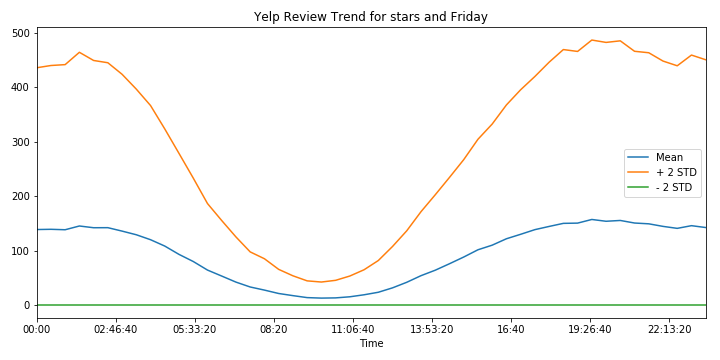 Yelp Review Trend for stars and Friday
500
400
300
200
100
0
Mean
+ 2 STD
- 2 STD
00:00 02:46:40 05:33:20 08:20 11:06:40 13:53:20 16:40 19:26:40 22:13:20
Time